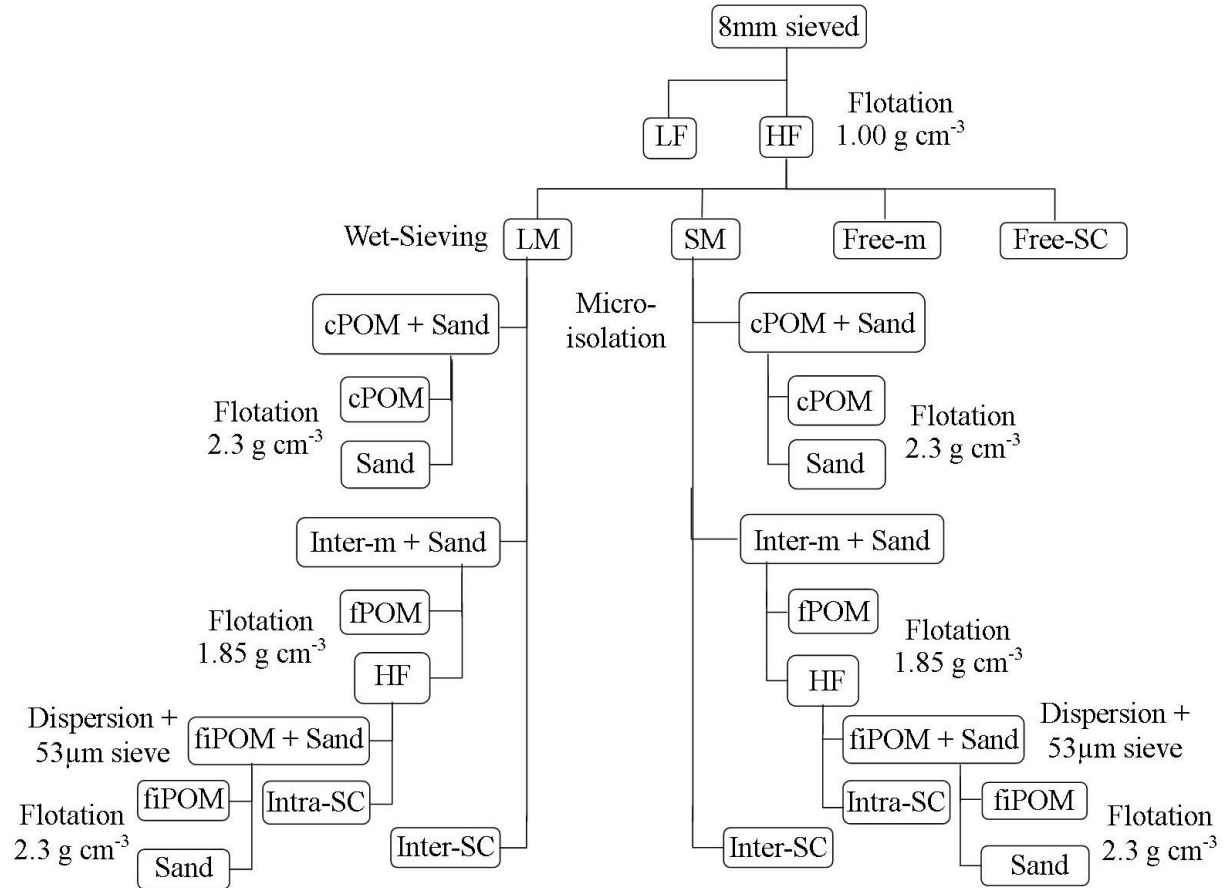 8mm sieved
LF
HF
Flotation
1.00 g cm-3
Wet-Sieving
LM
SM
Free-m
Free-SC
Micro-
isolation
cPOM + Sand
cPOM
Sand
Flotation
2.3 g cm-3
cPOM + Sand
cPOM
Sand
Flotation
2.3 g cm-3
Inter-m + Sand
fPOM
Flotation
1.85 g cm-3
HF
Inter-m + Sand
fPOM
Flotation
1.85 g cm-3
HF
Dispersion +
53µm sieve
fiPOM + Sand
fiPOM
Intra-SC
Flotation
2.3 g cm-3
Sand
Inter-SC
fiPOM + Sand
Dispersion +
53µm sieve
Intra-SC
fiPOM
Flotation
2.3 g cm-3
Inter-SC
Sand